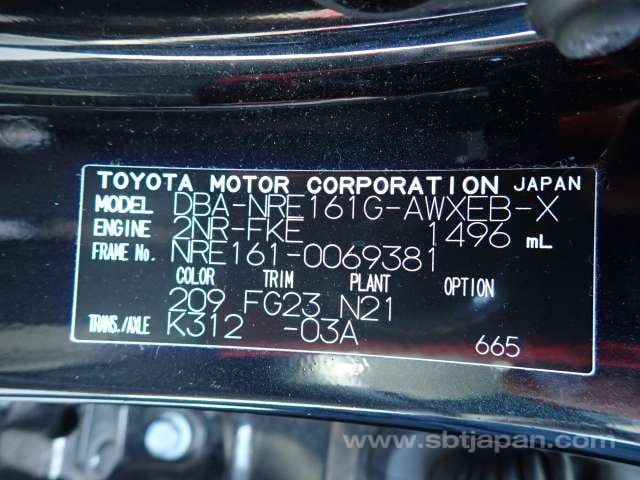 TOYOTA MOTOR CORPORATION JAPAN
MODEL DBA-NRE161G-AWXEB-X
ENGINE 2NR-FKE 1496 mL
FRAME No. NRE161-0069381
COLOR TRIM PLANT OPTION
209 FG23 N21
TRANS./AXLE K312 -03A 665
www.sbtjapan.com